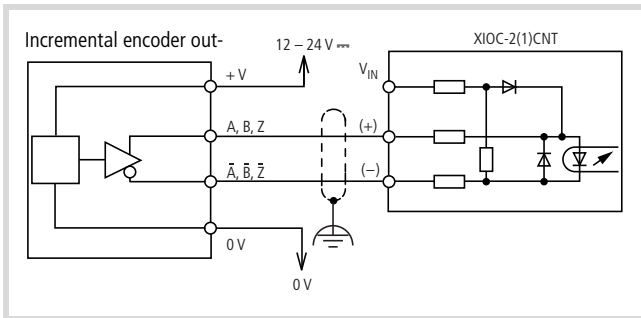 Incremental encoder out-
12 – 24 V ⎓
XIOC-2(1)CNT
+ V
V_IN
A, B, Z
(+)
A̅, B̅, Z̅
(–)
0 V
0 V